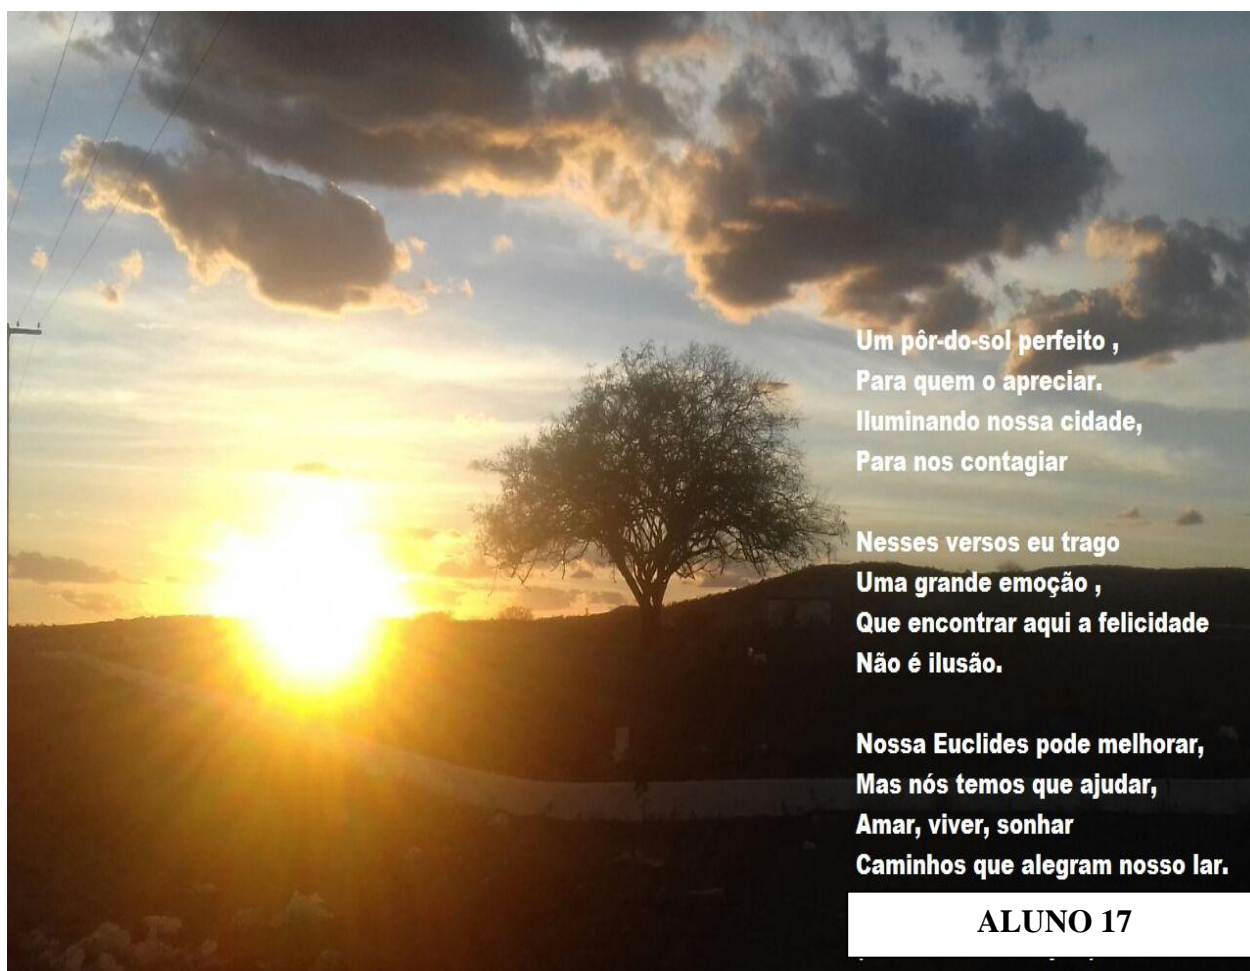 Um pôr-do-sol perfeito ,
Para quem o apreciar.
Iluminando nossa cidade,
Para nos contagiar
Nesses versos eu trago
Uma grande emoção ,
Que encontrar aqui a felicidade
Não é ilusão.
Nossa Euclides pode melhorar,
Mas nós temos que ajudar,
Amar, viver, sonhar
Caminhos que alegram nosso lar.
ALUNO 17